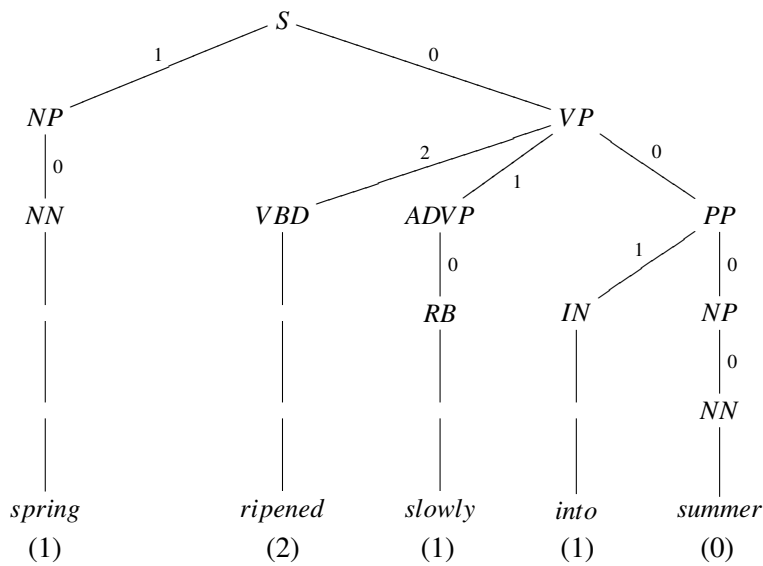 S
1 0
NP VP
0 2 1 0
NN VBD ADVP PP
0 1 0
RB IN NP
0
NN
spring ripened slowly into summer
(1) (2) (1) (1) (0)